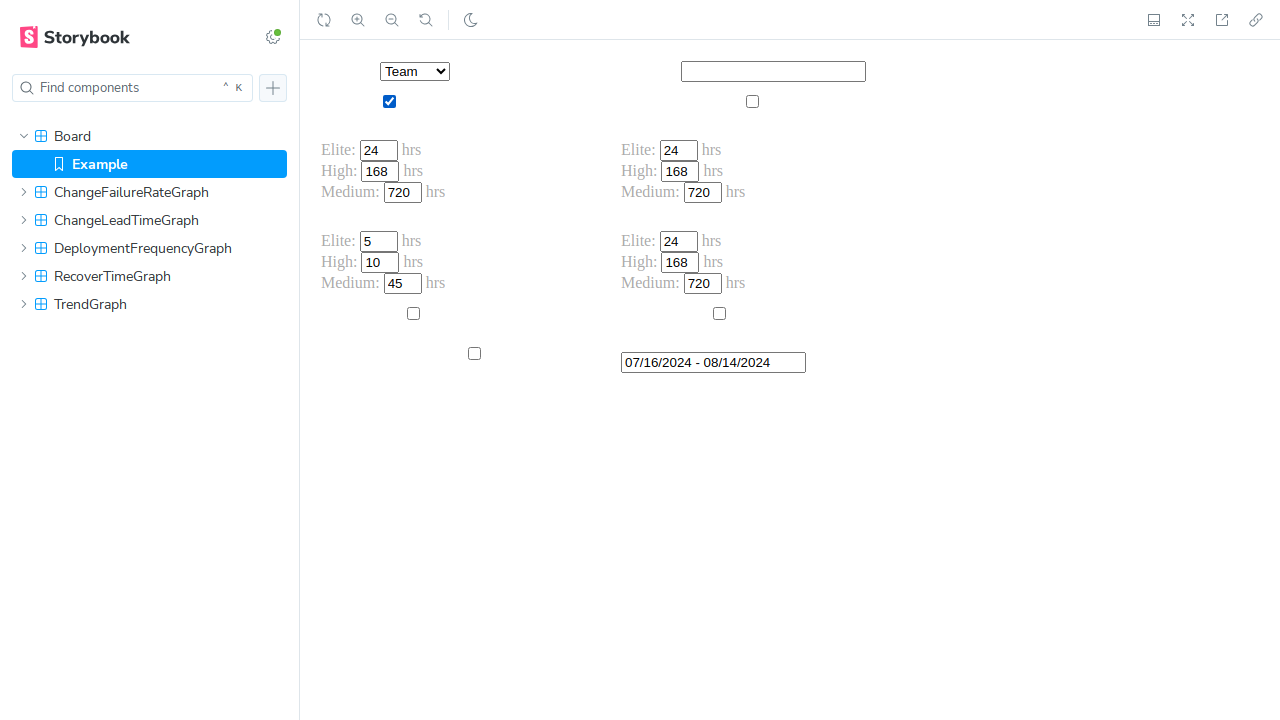 Storybook
Find components
^ K
Board
Example
ChangeFailureRateGraph
ChangeLeadTimeGraph
DeploymentFrequencyGraph
RecoverTimeGraph
TrendGraph
Team
Elite: 24 hrs
High: 168 hrs
Medium: 720 hrs
Elite: 24 hrs
High: 168 hrs
Medium: 720 hrs
Elite: 5 hrs
High: 10 hrs
Medium: 45 hrs
Elite: 24 hrs
High: 168 hrs
Medium: 720 hrs
07/16/2024 - 08/14/2024